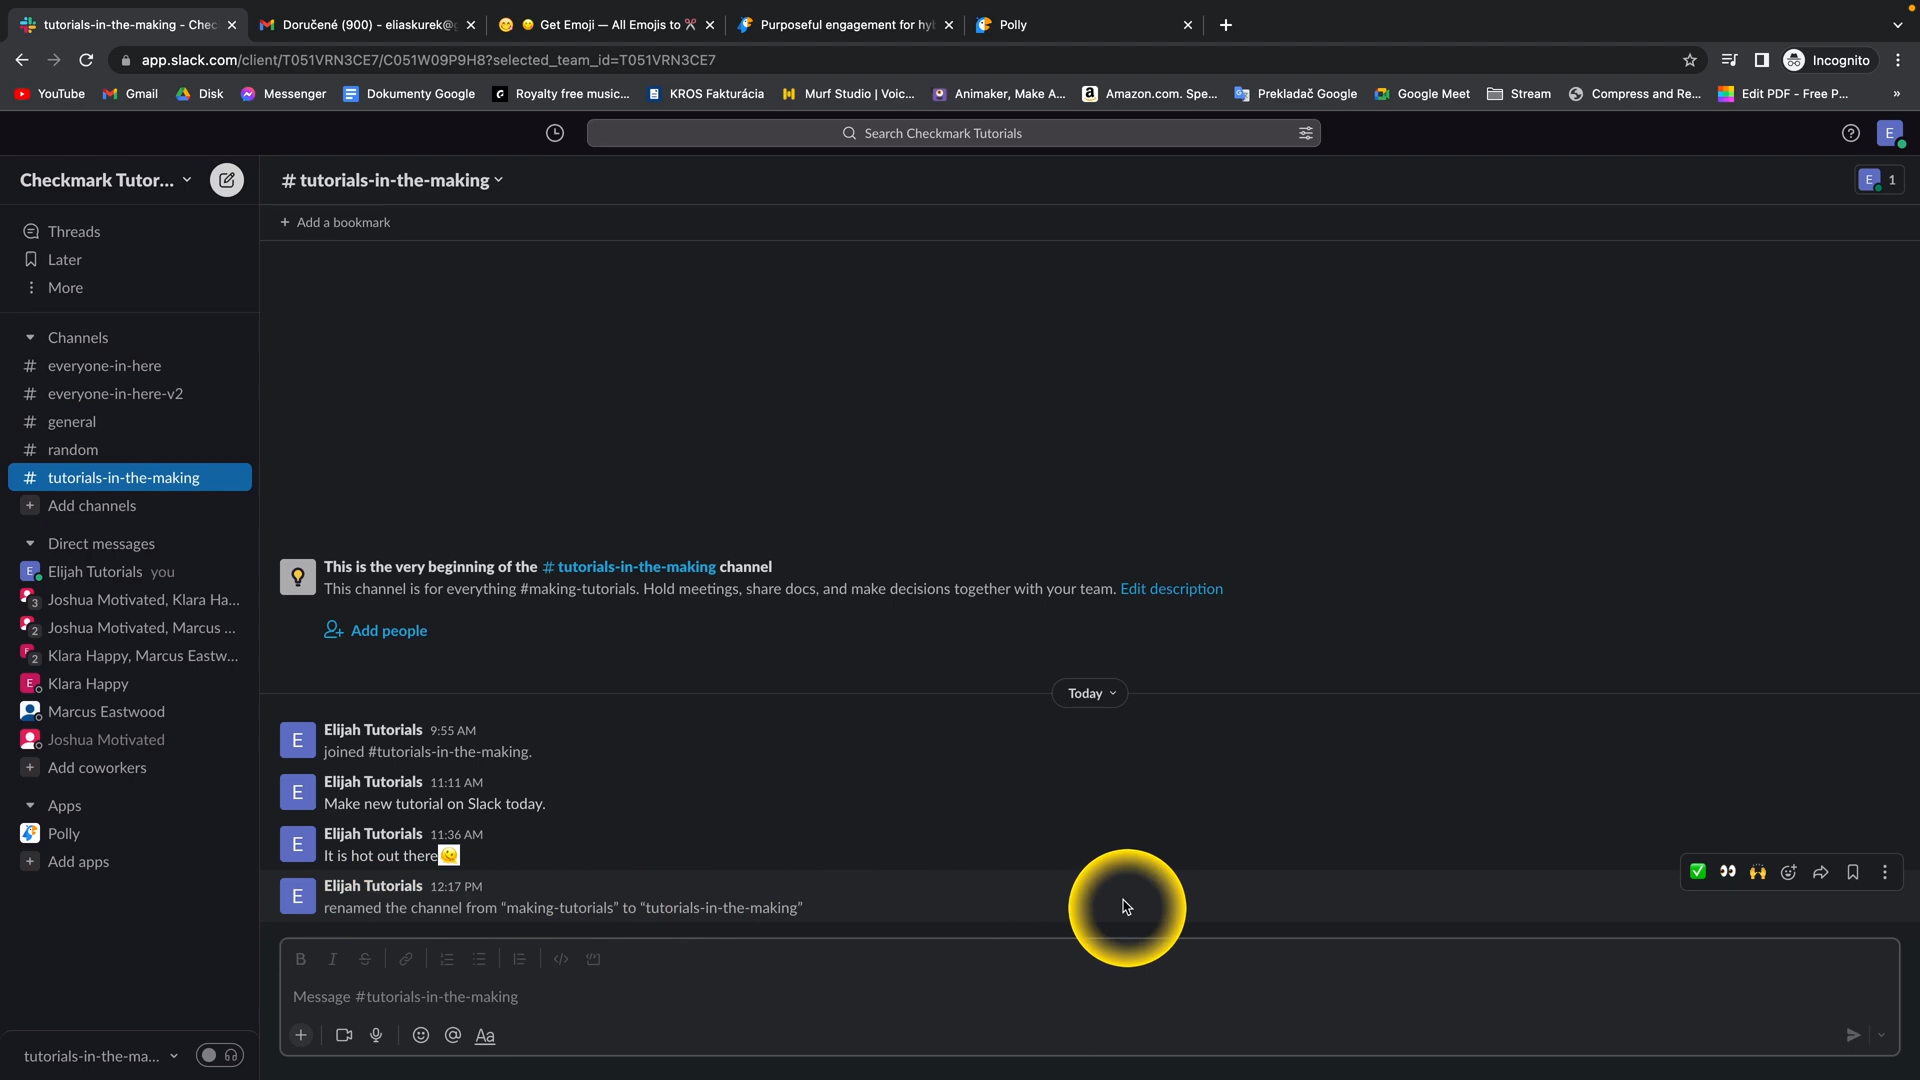 tutorials-in-the-making - Chec
Doručené (900) - eliaskurek@g
😊 Get Emoji — All Emojis to ✂️
Purposeful engagement for hyb
Polly
app.slack.com/client/T051VRN3CE7/C051W09P9H8?selected_team_id=T051VRN3CE7
Incognito
YouTube
Gmail
Disk
Messenger
Dokumenty Google
Royalty free music...
KROS Fakturácia
Murf Studio | Voic...
Animaker, Make A...
Amazon.com. Spe...
Prekladač Google
Google Meet
Stream
Compress and Re...
Edit PDF - Free P...
»
Search Checkmark Tutorials
E
Checkmark Tutor...
# tutorials-in-the-making
E 1
+ Add a bookmark
Threads
Later
More
Channels
# everyone-in-here
# everyone-in-here-v2
# general
# random
# tutorials-in-the-making
+ Add channels
Direct messages
E Elijah Tutorials you
3 Joshua Motivated, Klara Ha...
2 Joshua Motivated, Marcus ...
2 Klara Happy, Marcus Eastw...
E Klara Happy
Marcus Eastwood
Joshua Motivated
+ Add coworkers
Apps
Polly
+ Add apps
tutorials-in-the-ma...
This is the very beginning of the # tutorials-in-the-making channel
This channel is for everything #making-tutorials. Hold meetings, share docs, and make decisions together with your team. Edit description
Add people
Today
E Elijah Tutorials 9:55 AM
joined #tutorials-in-the-making.
E Elijah Tutorials 11:11 AM
Make new tutorial on Slack today.
E Elijah Tutorials 11:36 AM
It is hot out there🫠
E Elijah Tutorials 12:17 PM
renamed the channel from “making-tutorials” to “tutorials-in-the-making”
B I S
Message #tutorials-in-the-making
+ @ Aa